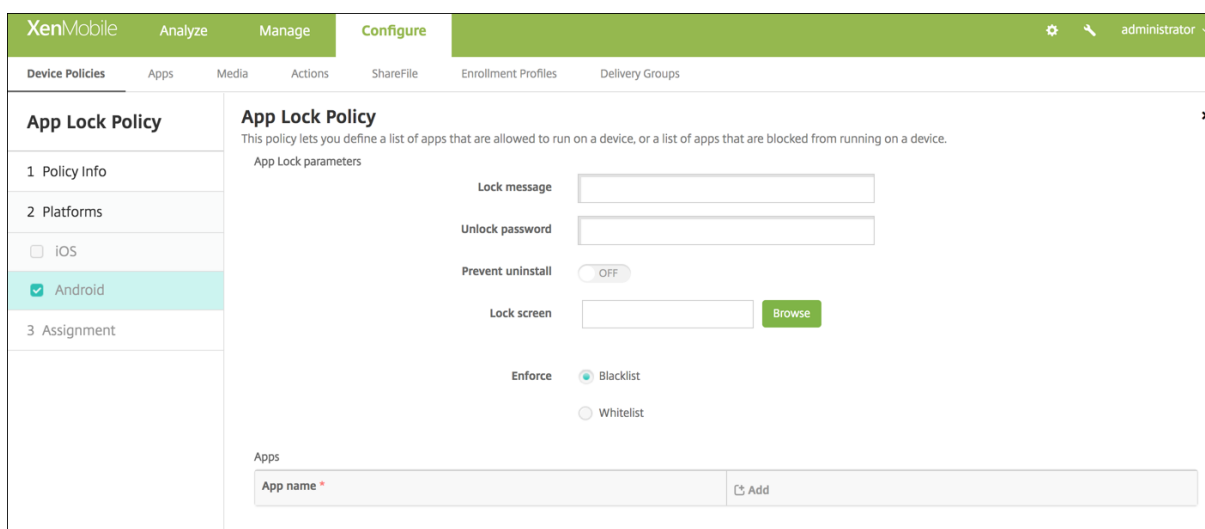 XenMobile Analyze Manage Configure administrator
Device Policies Apps Media Actions ShareFile Enrollment Profiles Delivery Groups
App Lock Policy
1 Policy Info
2 Platforms
iOS
Android
3 Assignment
App Lock Policy
This policy lets you define a list of apps that are allowed to run on a device, or a list of apps that are blocked from running on a device.
App Lock parameters
Lock message
Unlock password
Prevent uninstall OFF
Lock screen Browse
Enforce Blacklist
Whitelist
Apps
App name * Add